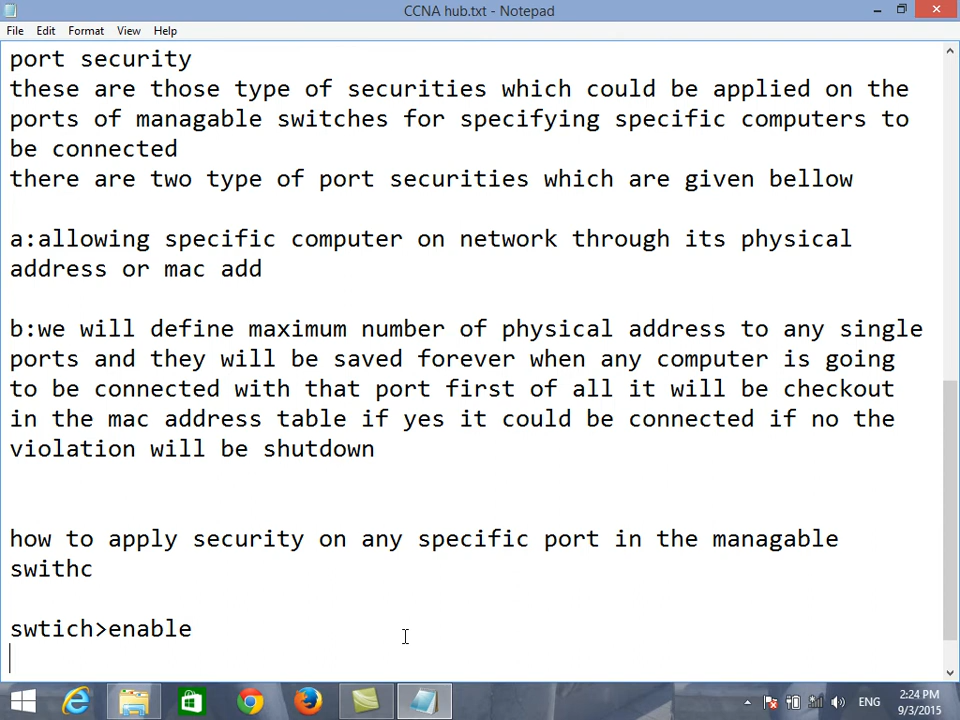 CCNA hub.txt - Notepad
File Edit Format View Help
port security
these are those type of securities which could be applied on the
ports of managable switches for specifying specific computers to
be connected
there are two type of port securities which are given bellow
a:allowing specific computer on network through its physical
address or mac add
b:we will define maximum number of physical address to any single
ports and they will be saved forever when any computer is going
to be connected with that port first of all it will be checkout
in the mac address table if yes it could be connected if no the
violation will be shutdown
how to apply security on any specific port in the managable
swithc
swtich>enable
ENG
2:24 PM
9/3/2015